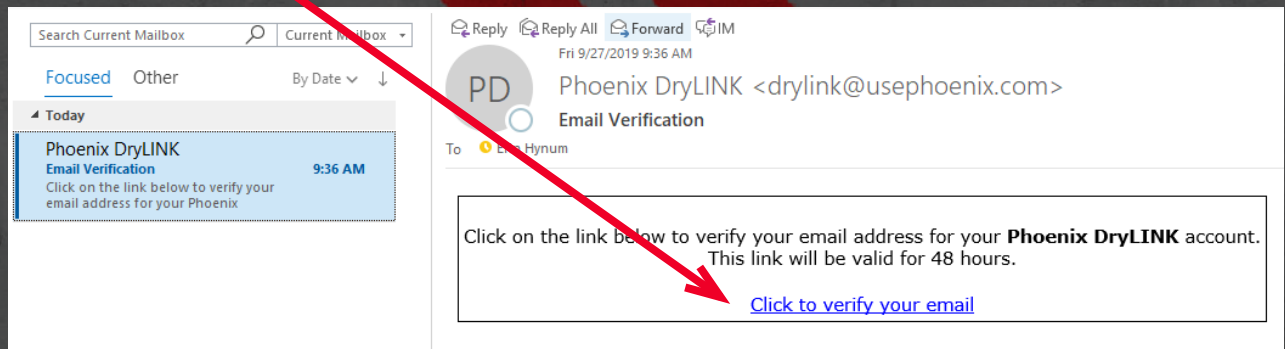 Search Current Mailbox
Current Mailbox
Focused Other By Date
Today
Phoenix DryLINK
Email Verification 9:36 AM
Click on the link below to verify your
email address for your Phoenix
Reply Reply All Forward IM
Fri 9/27/2019 9:36 AM
PD
Phoenix DryLINK <drylink@usephoenix.com>
Email Verification
To Hynum
Click on the link below to verify your email address for your Phoenix DryLINK account.
This link will be valid for 48 hours.
Click to verify your email